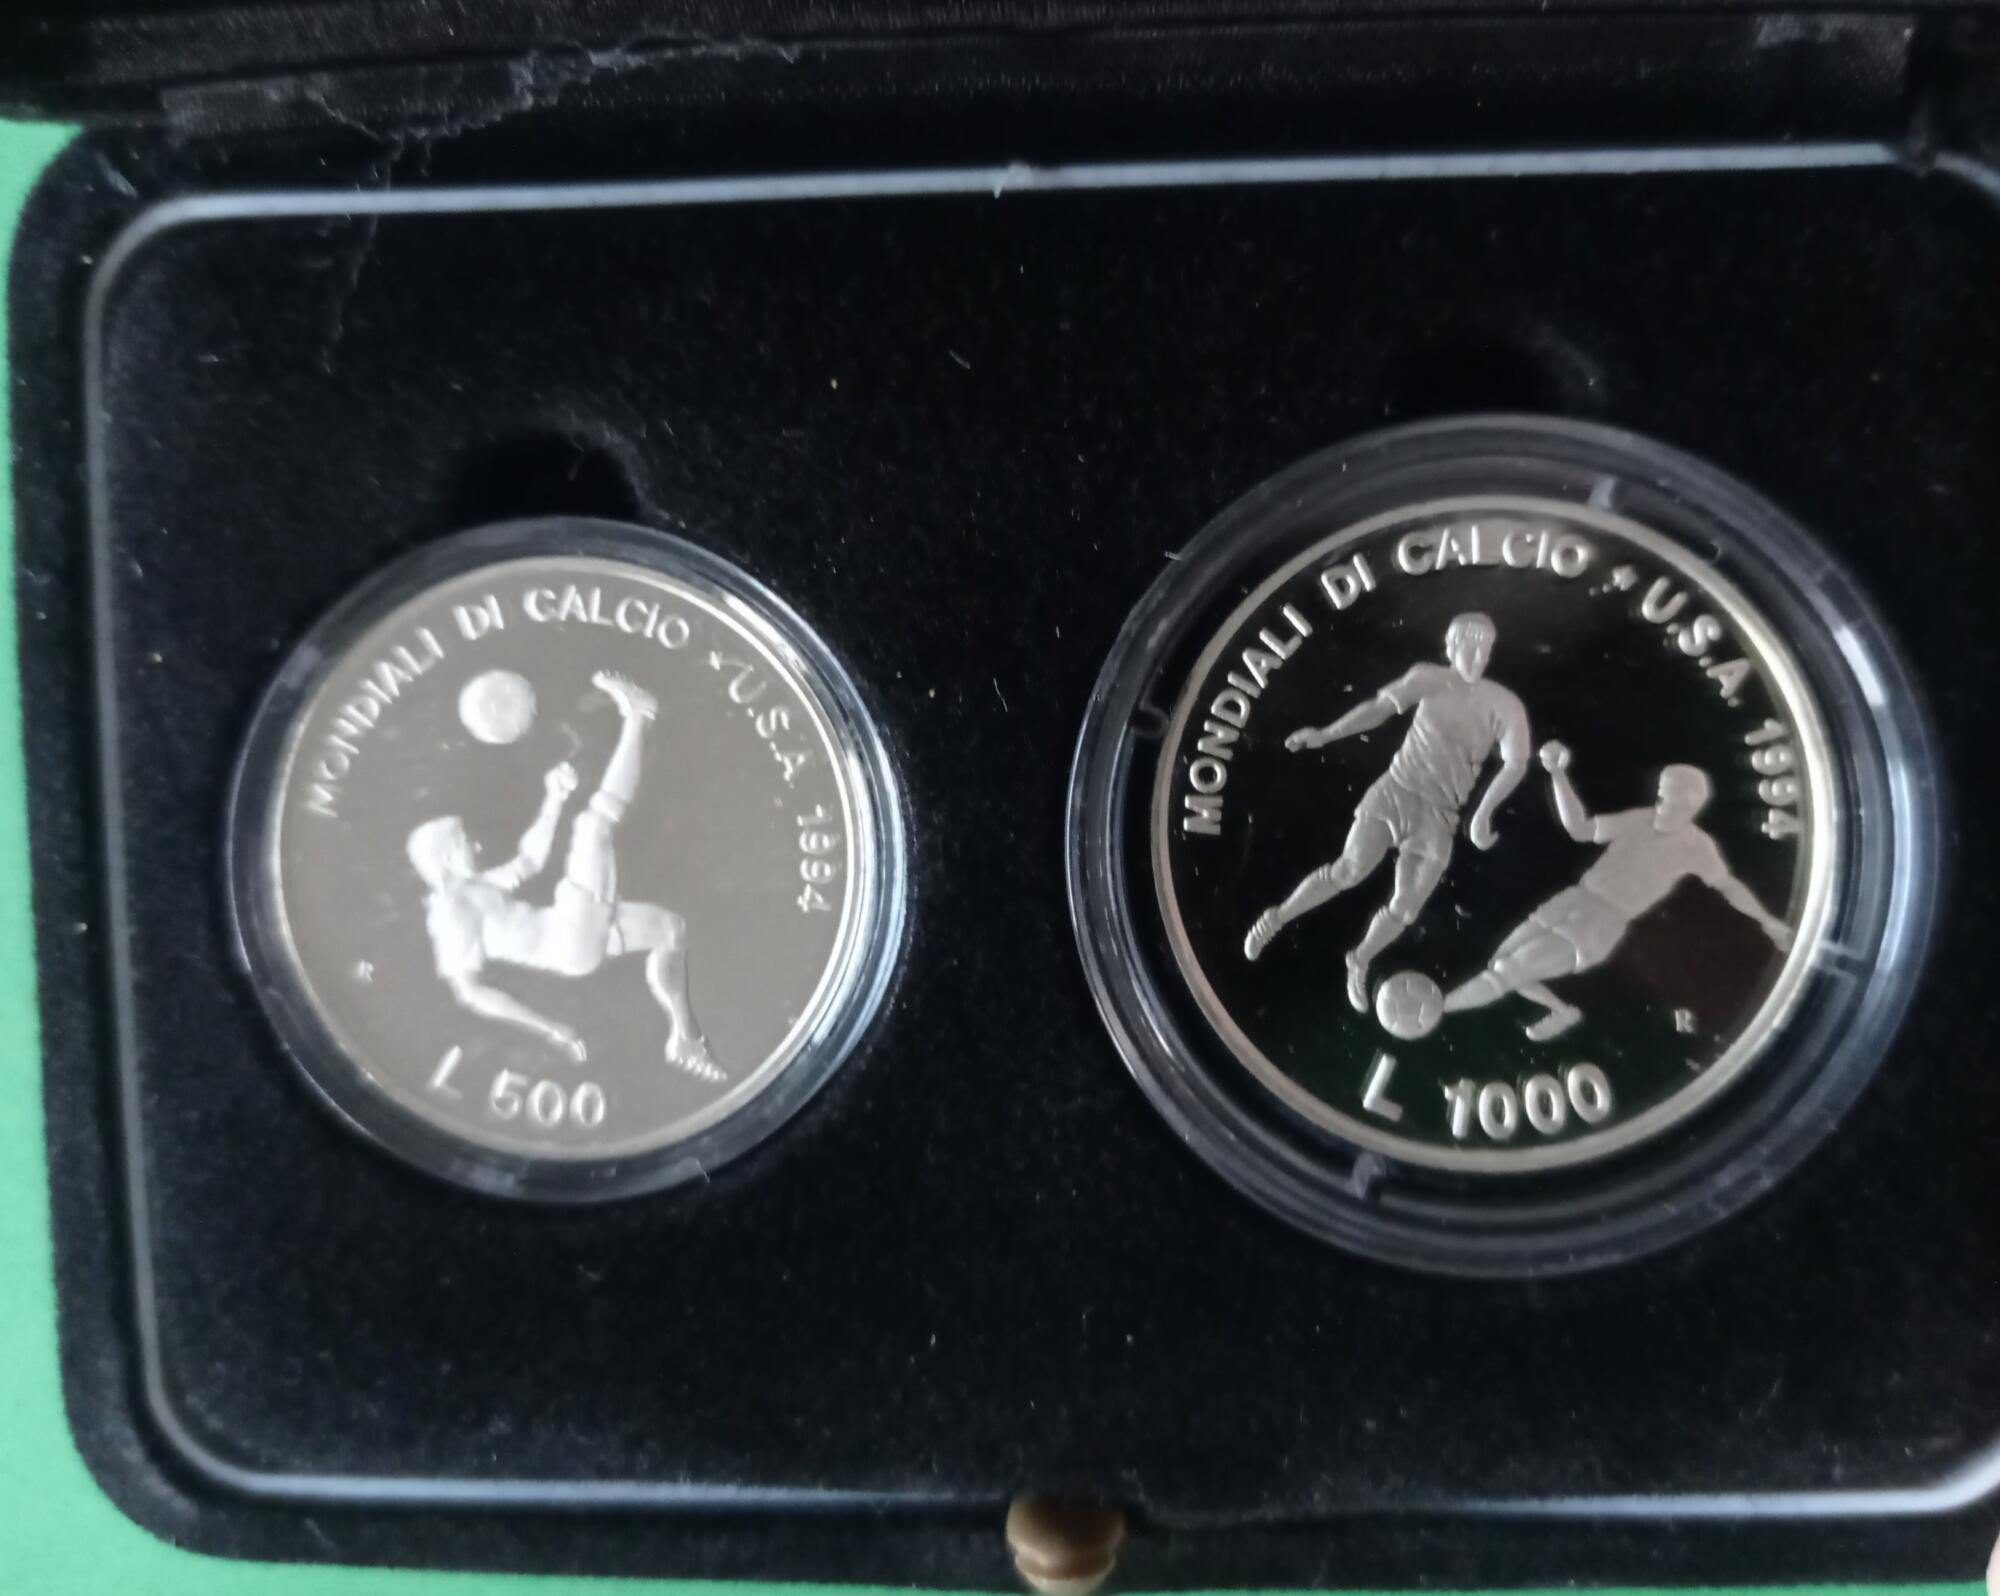 MONDIALI DI CALCIO ★ U.S.A. 1994
R
L 500
MONDIALI DI CALCIO ★ U.S.A. 1994
R
L 1000